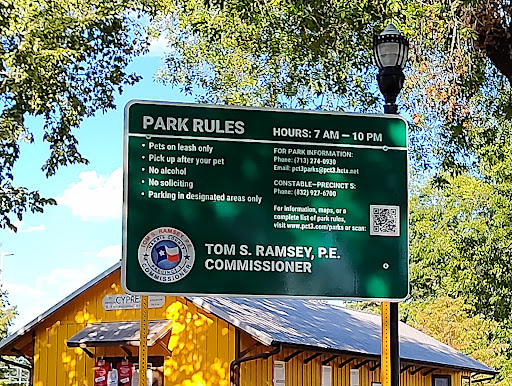 PARK RULES
• Pets on leash only
• Pick up after your pet
• No alcohol
• No soliciting
• Parking in designated areas only
HOURS: 7 AM — 10 PM
FOR PARK INFORMATION:
Phone: (713) 274-0930
Email: pct3parks@pct3.hctx.net
CONSTABLE—PRECINCT 5:
Phone: (832) 927-6700
For information, maps, or a
complete list of park rules,
visit www.pct3.com/parks or scan:
TOM S. RAMSEY, P.E.
COMMISSIONER
CYPRE